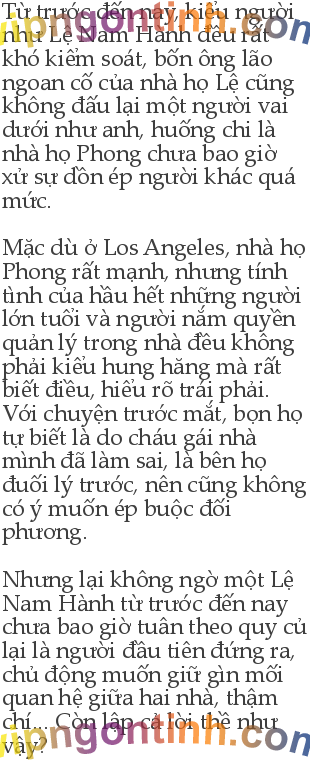 Từ trước đến nay, kiểu người
như Lệ Nam Hành đều rất
khó kiểm soát, bốn ông lão
ngoan cố của nhà họ Lệ cũng
không đấu lại một người vai
dưới như anh, huống chi là
nhà họ Phong chưa bao giờ
xử sự dồn ép người khác quá
mức.
Mặc dù ở Los Angeles, nhà họ
Phong rất mạnh, nhưng tính
tình của hầu hết những người
lớn tuổi và người nắm quyền
quản lý trong nhà đều không
phải kiểu hung hăng mà rất
biết điều, hiểu rõ trái phải.
Với chuyện trước mắt, bọn họ
tự biết là do cháu gái nhà
mình đã làm sai, là bên họ
đuối lý trước, nên cũng không
có ý muốn ép buộc đối
phương.
Nhưng lại không ngờ một Lệ
Nam Hành từ trước đến nay
chưa bao giờ tuân theo quy củ
lại là người đầu tiên đứng ra,
chủ động muốn giữ gìn mối
quan hệ giữa hai nhà, thậm
chí... Còn lập cả lời thề như
vậy?
vipngontinh.com
vipngontinh.com